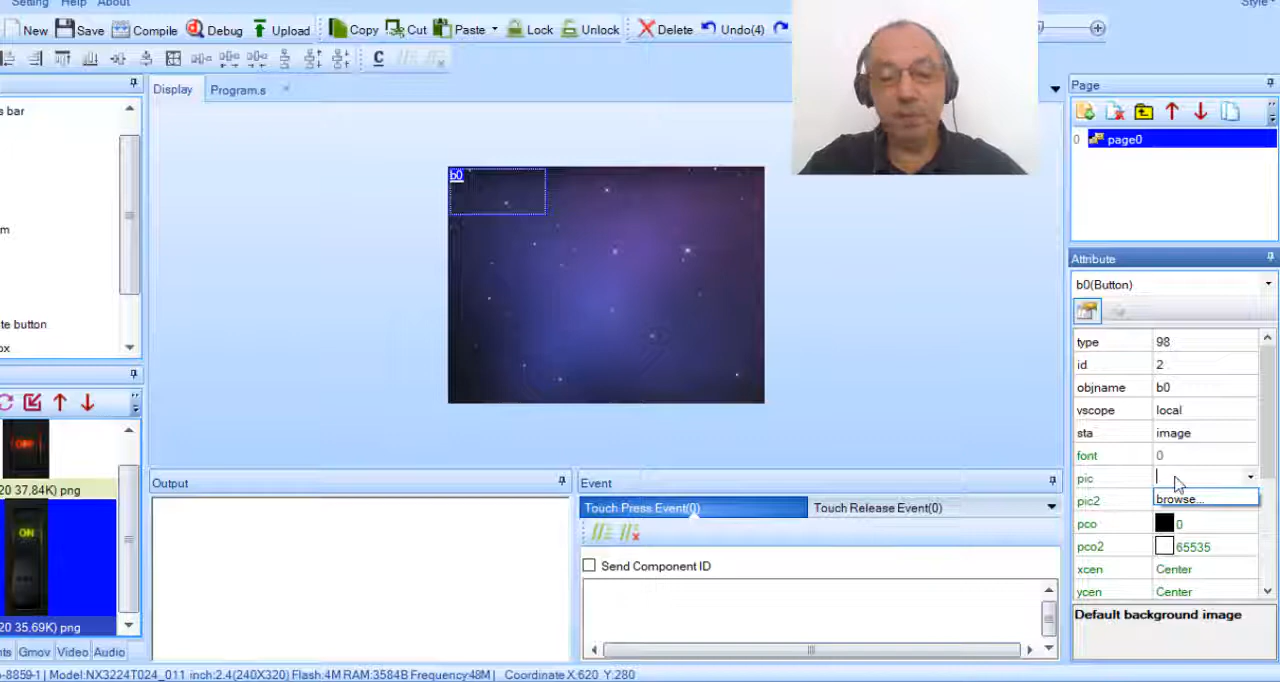 Setting Help About Style
New Save Compile Debug Upload Copy Cut Paste Lock Unlock Delete Undo(4)
C
s bar
m
te button
ox
OFF
20 37,84K) png
ON
20 35.69K) png
nts Gmov Video Audio
Display Program.s ×
b0
Output
Event
Touch Press Event(0) Touch Release Event(0)
Send Component ID
Page
0 page0
Attribute
b0(Button)
type 98
id 2
objname b0
vscope local
sta image
font 0
pic
browse...
pic2
pco 0
pco2 65535
xcen Center
ycen Center
Default background image
-8859-1 | Model:NX3224T024_011 inch:2.4(240X320) Flash:4M RAM:3584B Frequency:48M | Coordinate X:620 Y:280